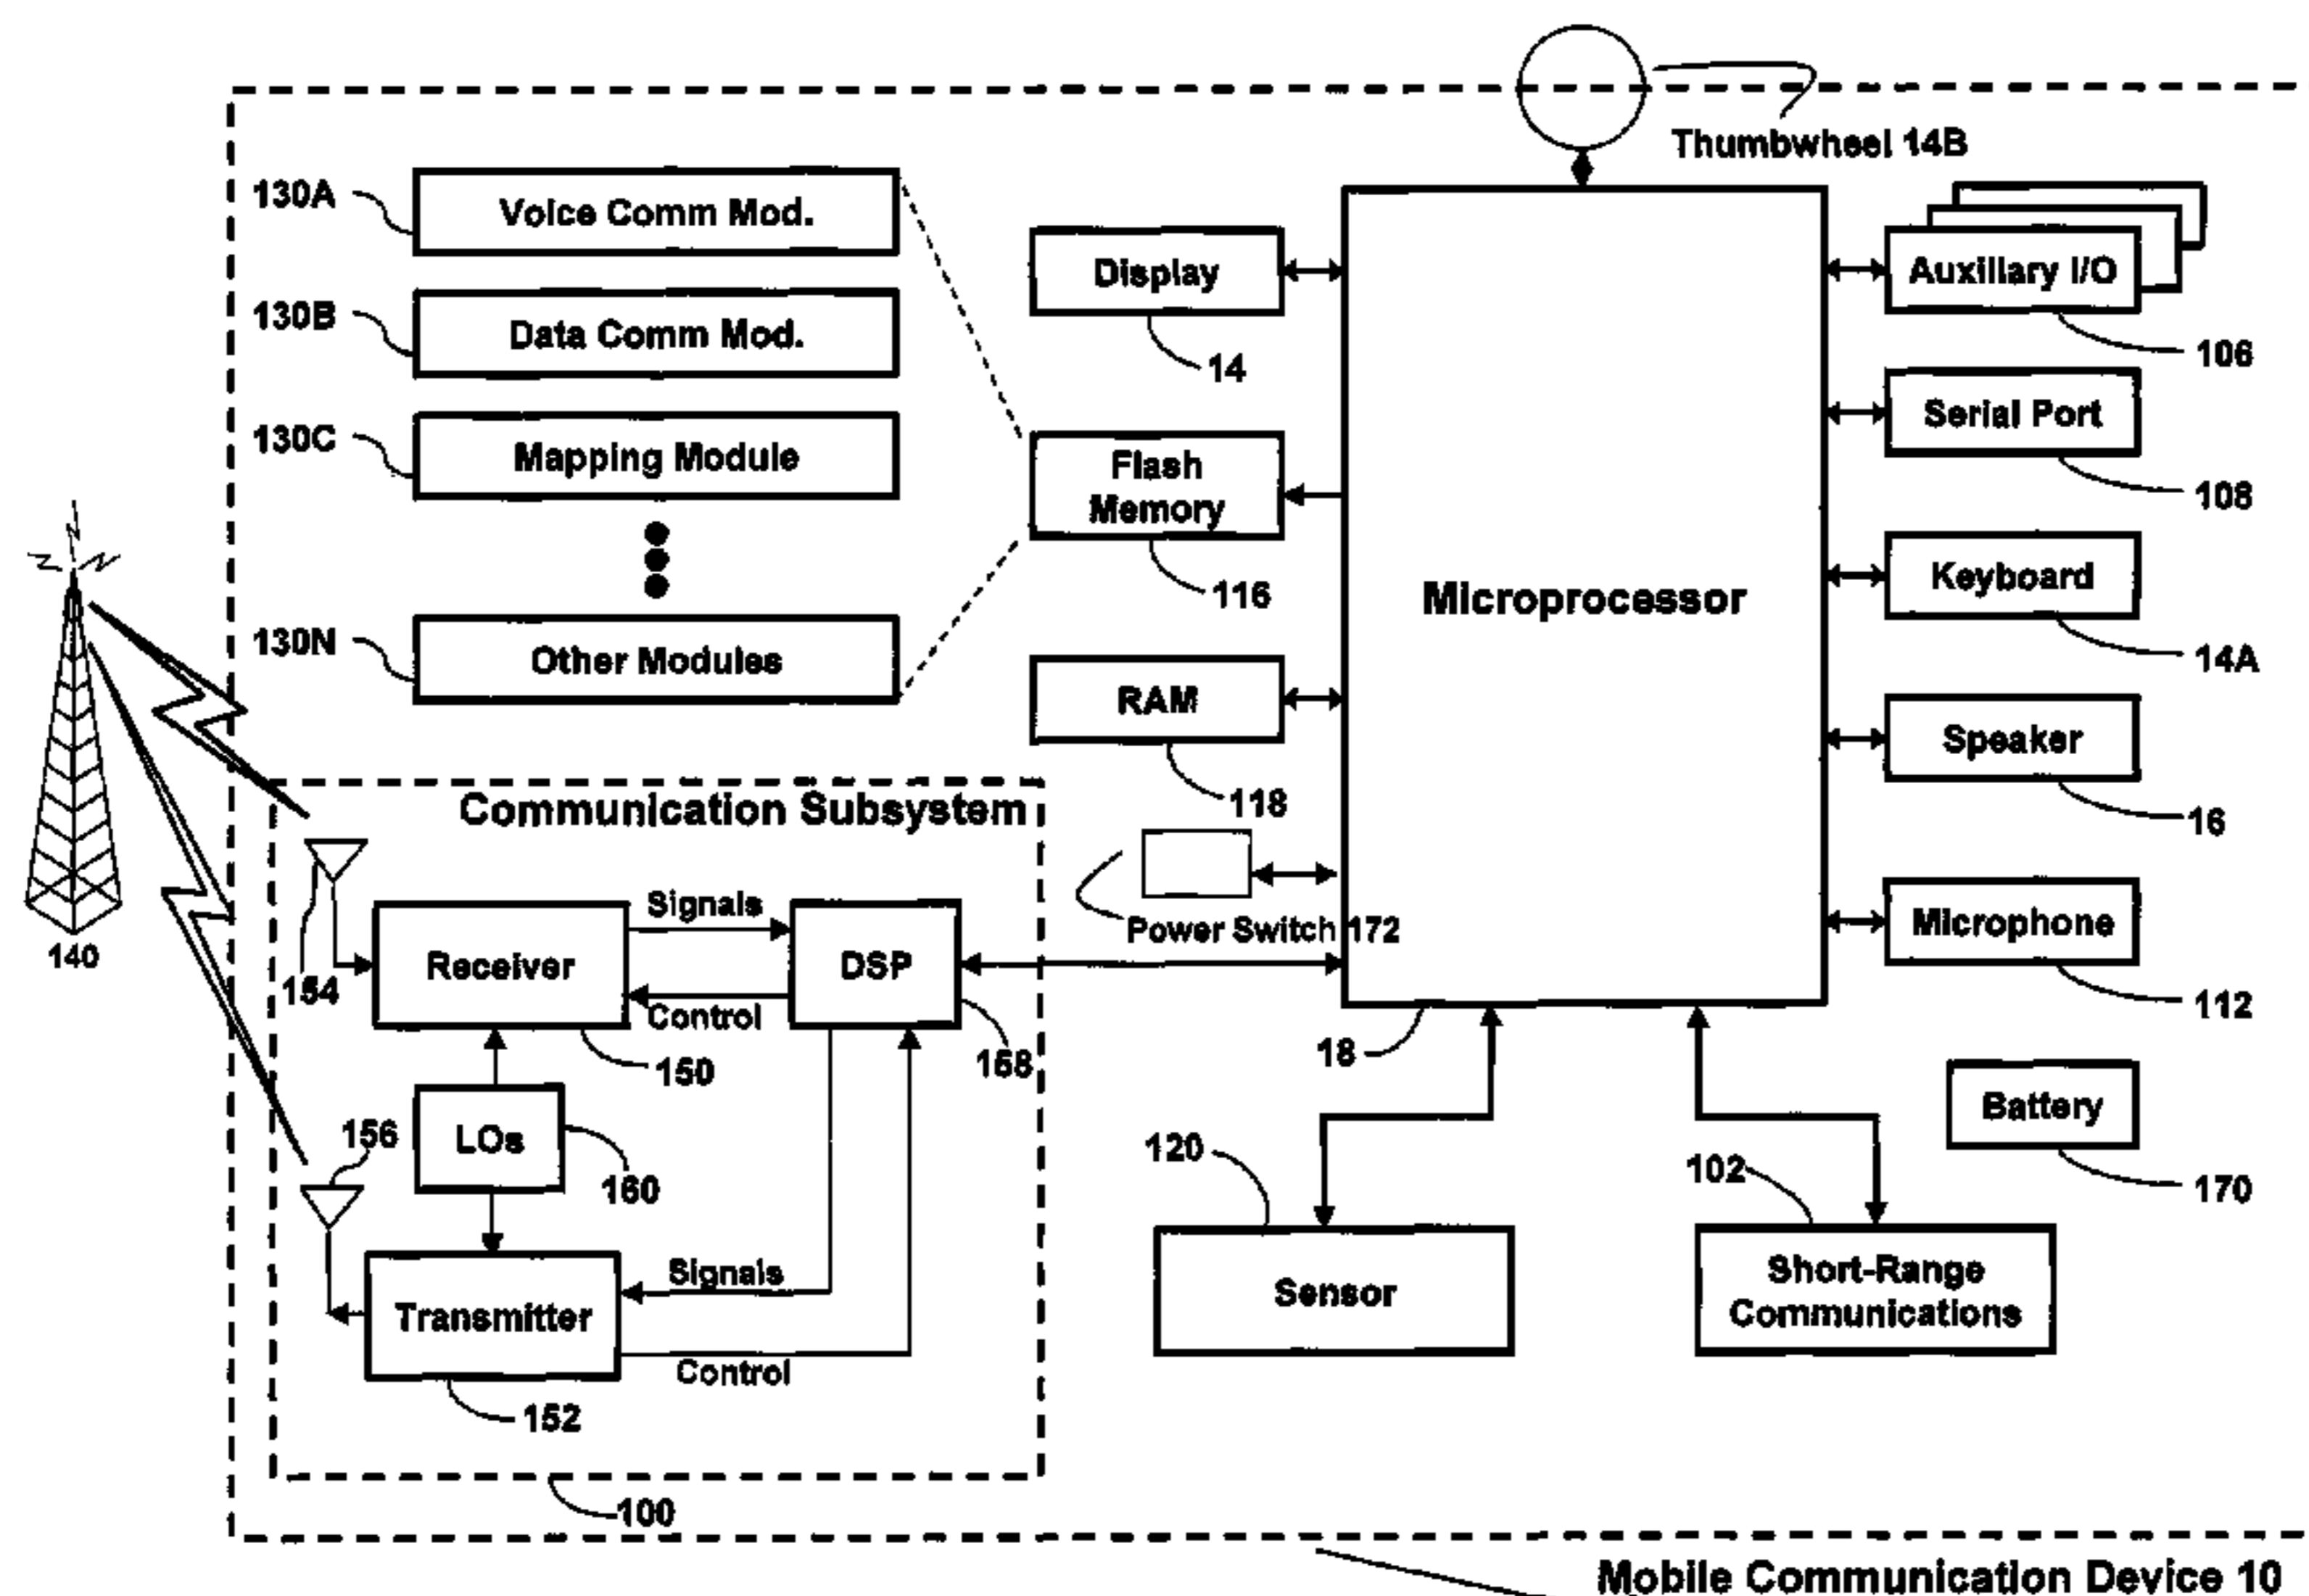 Thumbwheel 14B
130A
Voice Comm Mod.
130B
Data Comm Mod.
130C
Mapping Module
130N
Other Modules
Display
14
Flash
Memory
116
RAM
118
Power Switch 172
Microprocessor
18
Auxillary I/O
106
Serial Port
108
Keyboard
14A
Speaker
16
Microphone
112
Battery
170
140
Communication Subsystem
154
Receiver
150
Signals
Control
DSP
158
LOs
160
156
Transmitter
152
Signals
Control
100
120
Sensor
102
Short-Range
Communications
Mobile Communication Device 10